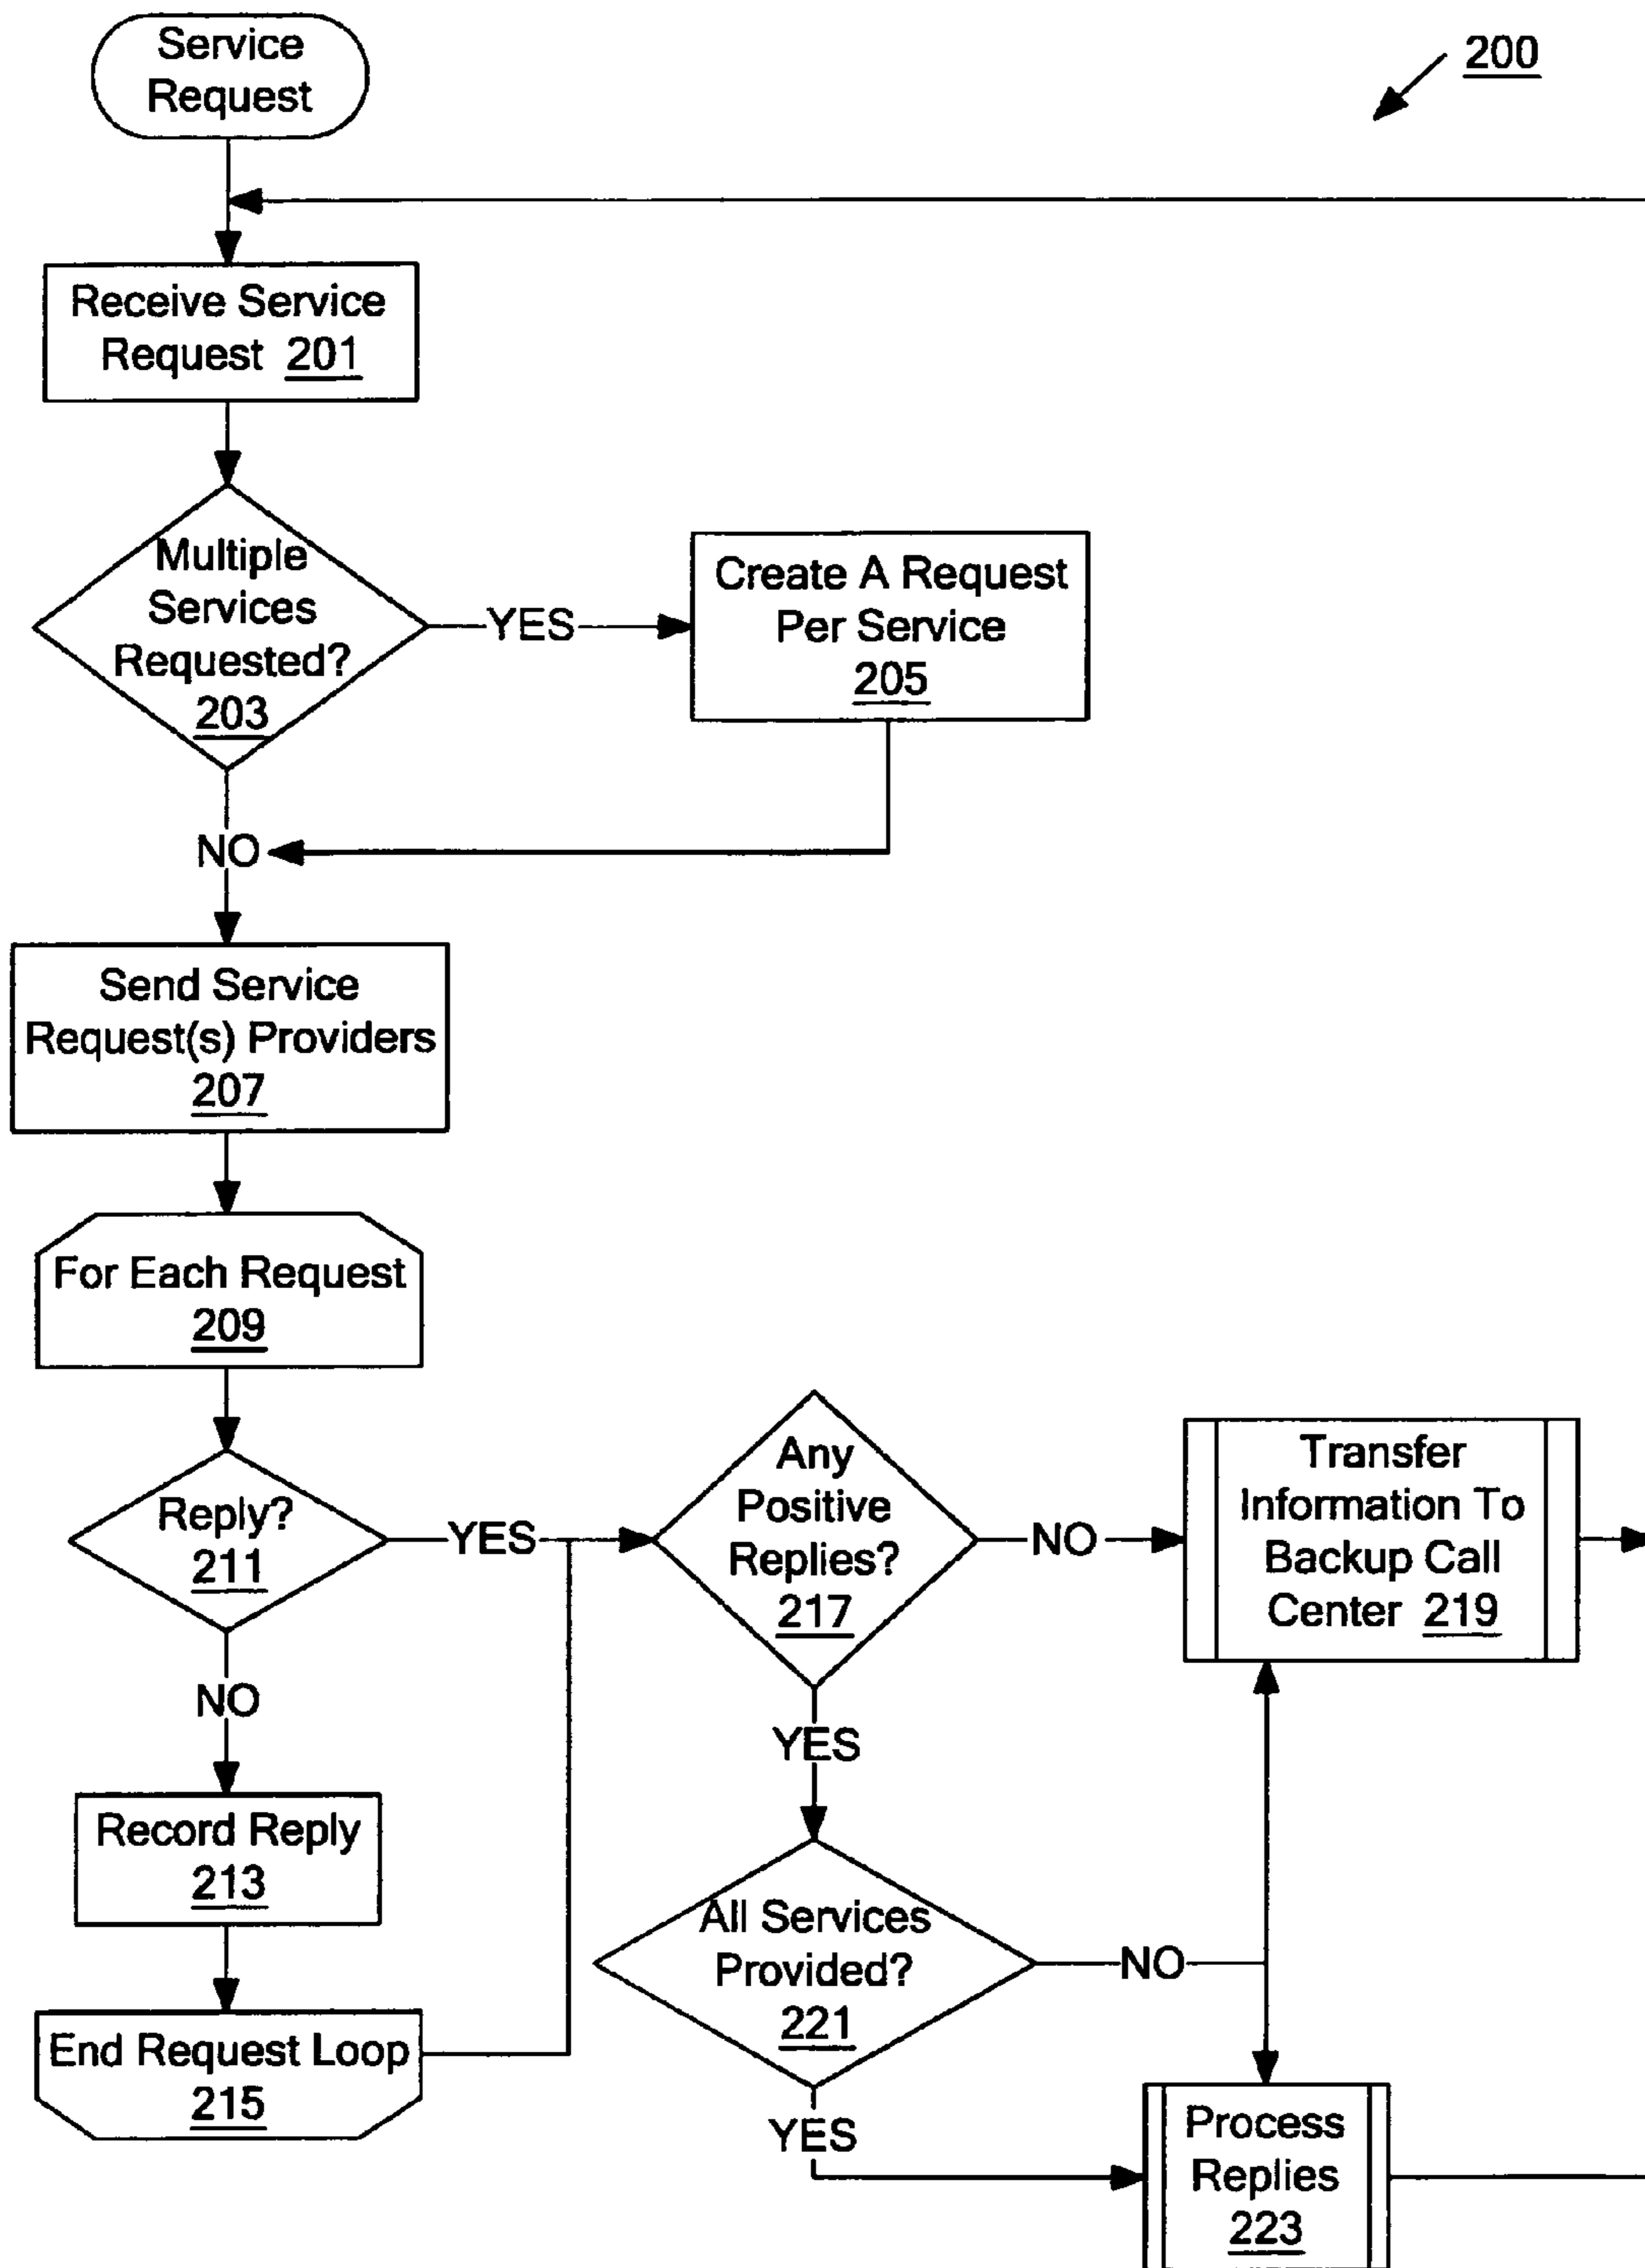 Service
Request
200
Receive Service
Request 201
Multiple
Services
Requested?
203
YES
Create A Request
Per Service
205
NO
Send Service
Request(s) Providers
207
For Each Request
209
Reply?
211
YES
Any
Positive
Replies?
217
NO
Transfer
Information To
Backup Call
Center 219
NO
YES
Record Reply
213
All Services
Provided?
221
NO
End Request Loop
215
YES
Process
Replies
223